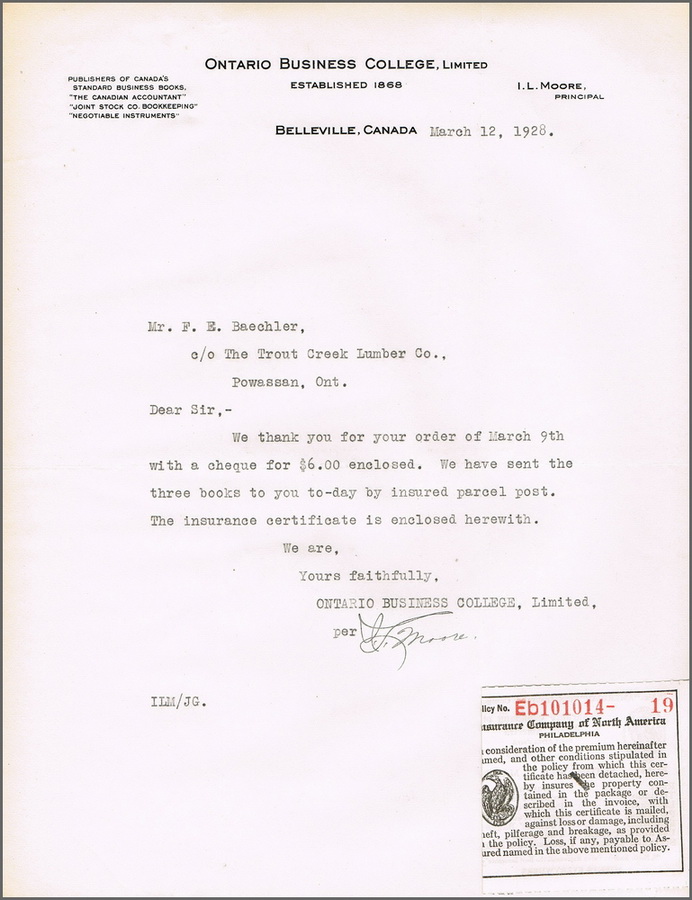 ONTARIO BUSINESS COLLEGE, LIMITED
ESTABLISHED 1868
PUBLISHERS OF CANADA'S
STANDARD BUSINESS BOOKS,
"THE CANADIAN ACCOUNTANT"
"JOINT STOCK CO. BOOKKEEPING"
"NEGOTIABLE INSTRUMENTS"
I. L. MOORE,
PRINCIPAL
BELLEVILLE, CANADA March 12, 1928.
Mr. F. E. Baechler,
c/o The Trout Creek Lumber Co.,
Powassan, Ont.
Dear Sir,-
We thank you for your order of March 9th
with a cheque for $6.00 enclosed. We have sent the
three books to you to-day by insured parcel post.
The insurance certificate is enclosed herewith.
We are,
Yours faithfully,
ONTARIO BUSINESS COLLEGE, Limited,
per I. L. Moore.
ILM/JG.
licy No. Eb101014- 19
nsurance Company of North America
PHILADELPHIA
consideration of the premium hereinafter
med, and other conditions stipulated in
the policy from which this cer-
tificate has been detached, here-
by insures the property con-
tained in the package or de-
scribed in the invoice, with
which this certificate is mailed,
against loss or damage, including
heft, pilferage and breakage, as provided
the policy. Loss, if any, payable to As-
ured named in the above mentioned policy.